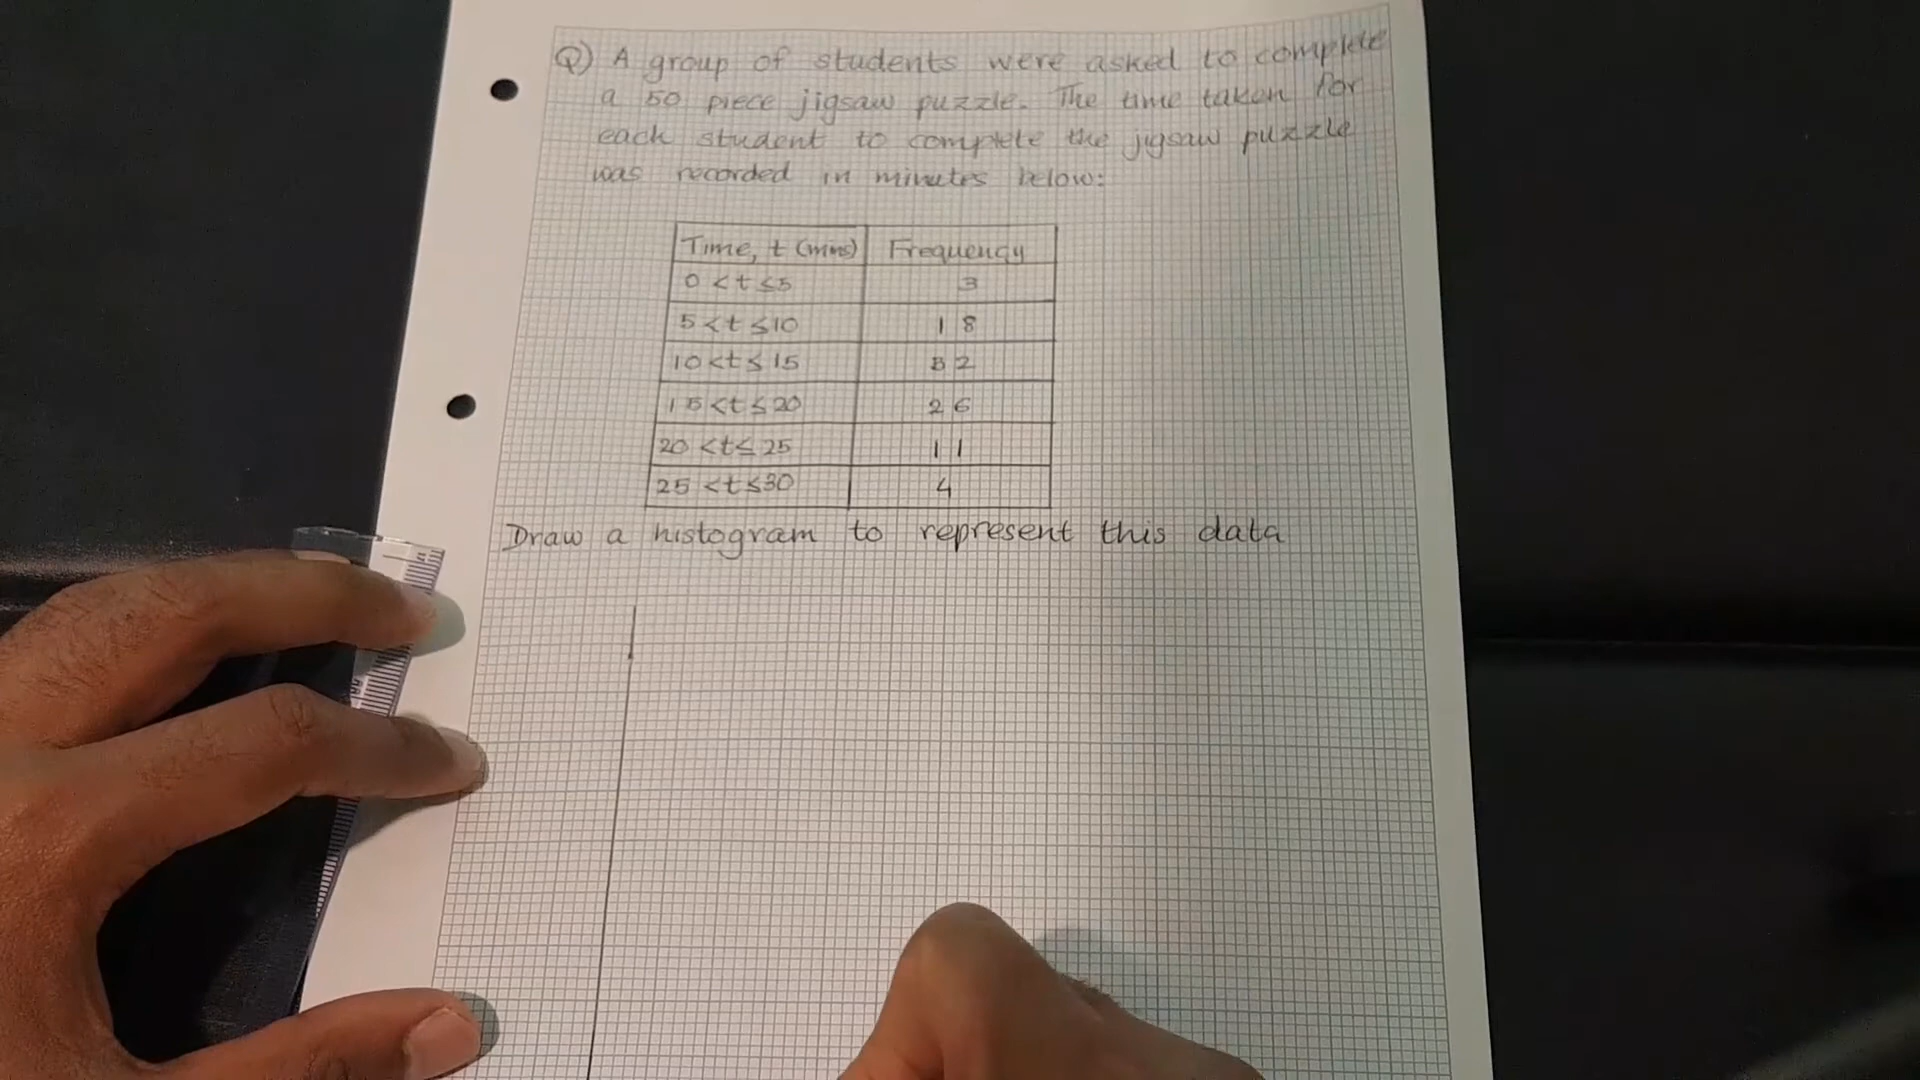 Q) A group of students were asked to complete
a 50 piece jigsaw puzzle. The time taken for
each student to complete the jigsaw puzzle
was recorded in minutes below:
Time, t (mns) Frequency
0 < t ≤ 5 3
5 < t ≤ 10 18
10 < t ≤ 15 32
15 < t ≤ 20 26
20 < t ≤ 25 11
25 < t ≤ 30 4
Draw a histogram to represent this data